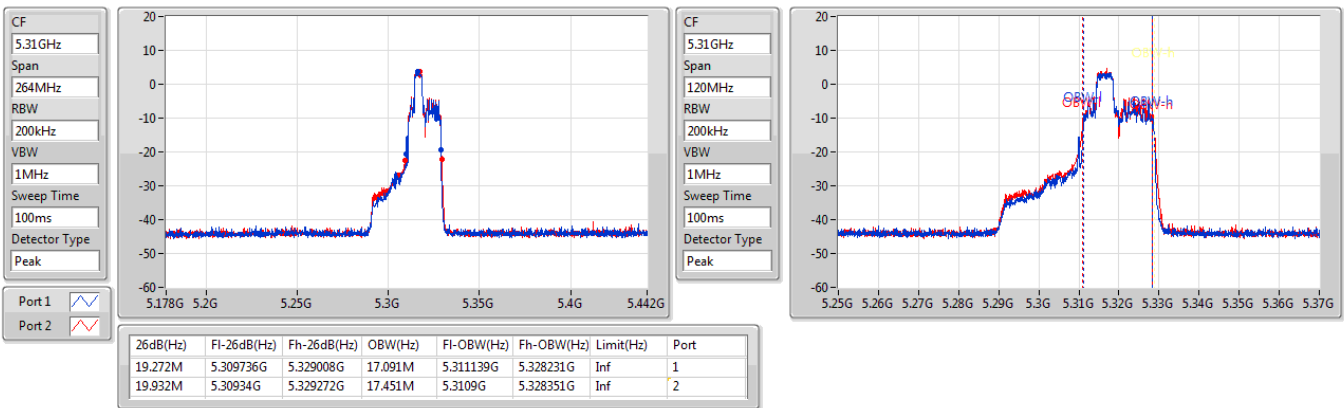 CF
5.31GHz
Span
264MHz
RBW
200kHz
VBW
1MHz
Sweep Time
100ms
Detector Type
Peak
Port 1
Port 2
20
10
0
-10
-20
-30
-40
-50
-60
5.178G 5.2G 5.25G 5.3G 5.35G 5.4G 5.442G
CF
5.31GHz
Span
120MHz
RBW
200kHz
VBW
1MHz
Sweep Time
100ms
Detector Type
Peak
20
10
0
-10
-20
-30
-40
-50
-60
OBW-h
OBW-l
OBW-l
OBW-h
OBW-h
5.25G 5.26G 5.27G 5.28G 5.29G 5.3G 5.31G 5.32G 5.33G 5.34G 5.35G 5.36G 5.37G
26dB(Hz) Fl-26dB(Hz) Fh-26dB(Hz) OBW(Hz) Fl-OBW(Hz) Fh-OBW(Hz) Limit(Hz) Port
19.272M 5.309736G 5.329008G 17.091M 5.311139G 5.328231G Inf 1
19.932M 5.30934G 5.329272G 17.451M 5.3109G 5.328351G Inf 2